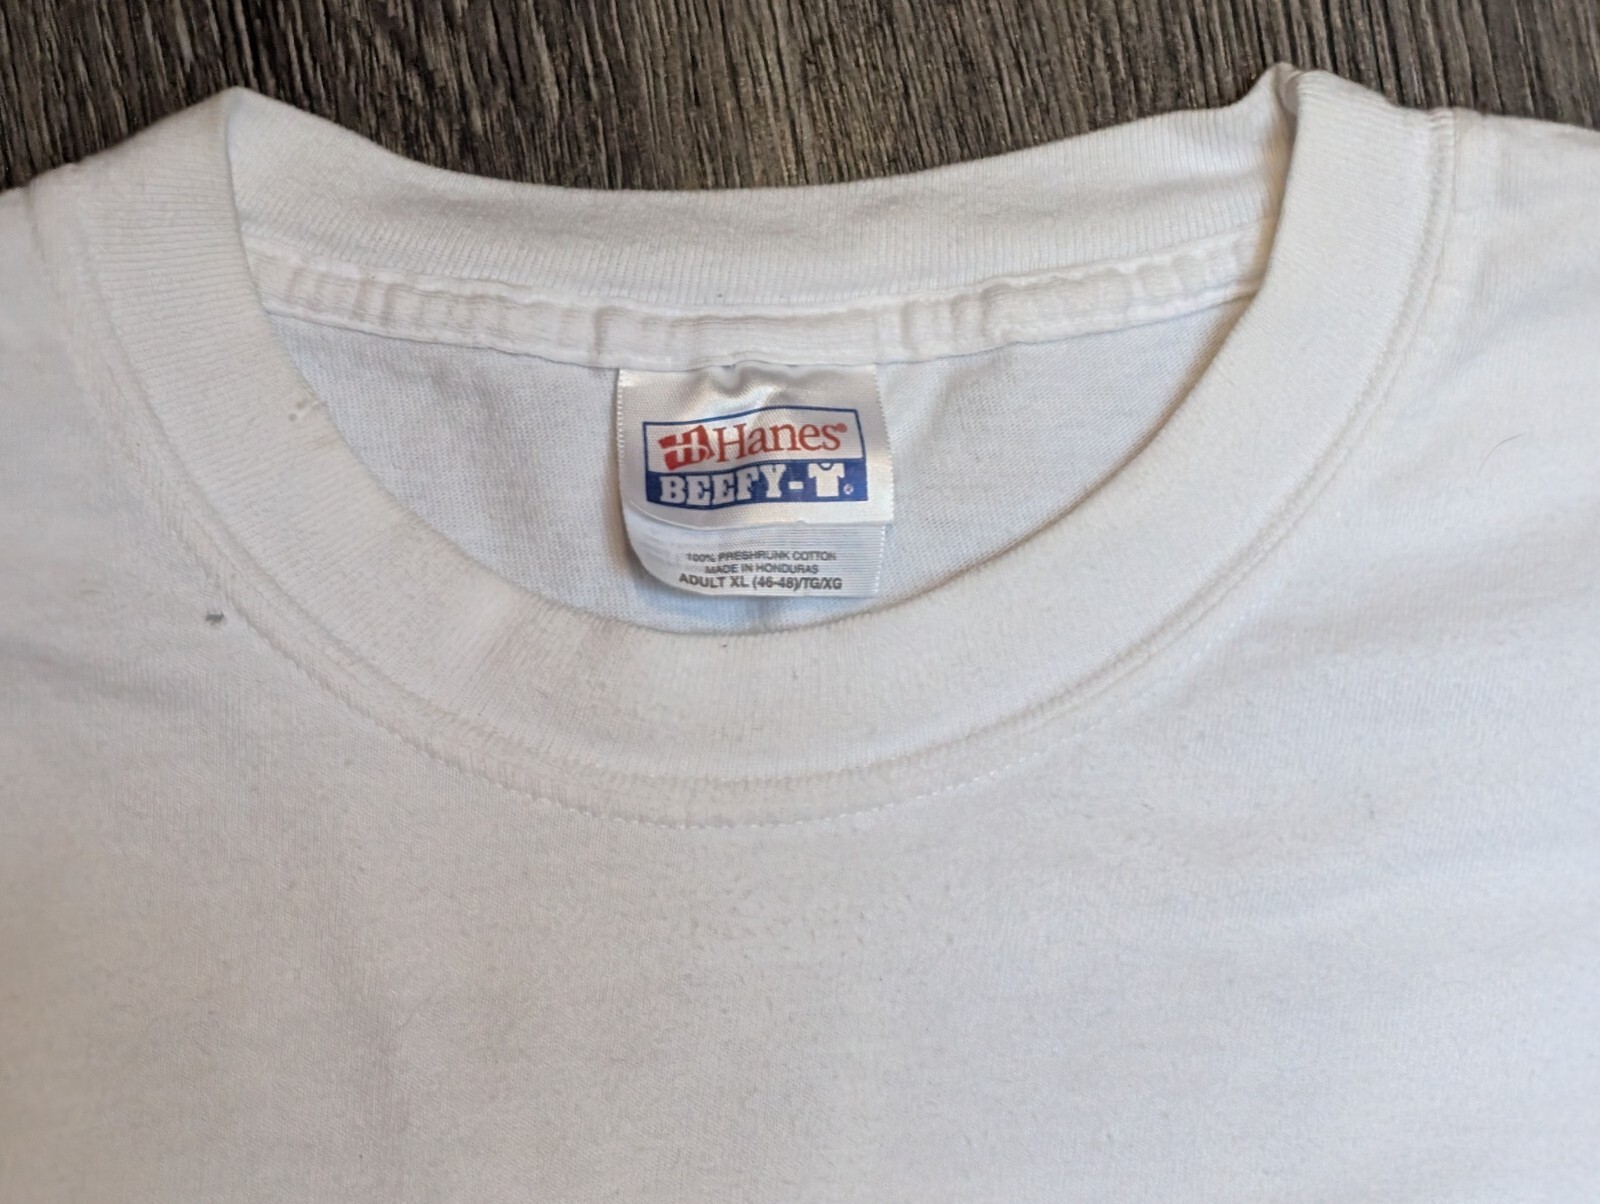 Hanes®
BEEFY-T®
100% PRESHRUNK COTTON
MADE IN HONDURAS
ADULT XL (46-48)/TG/XG